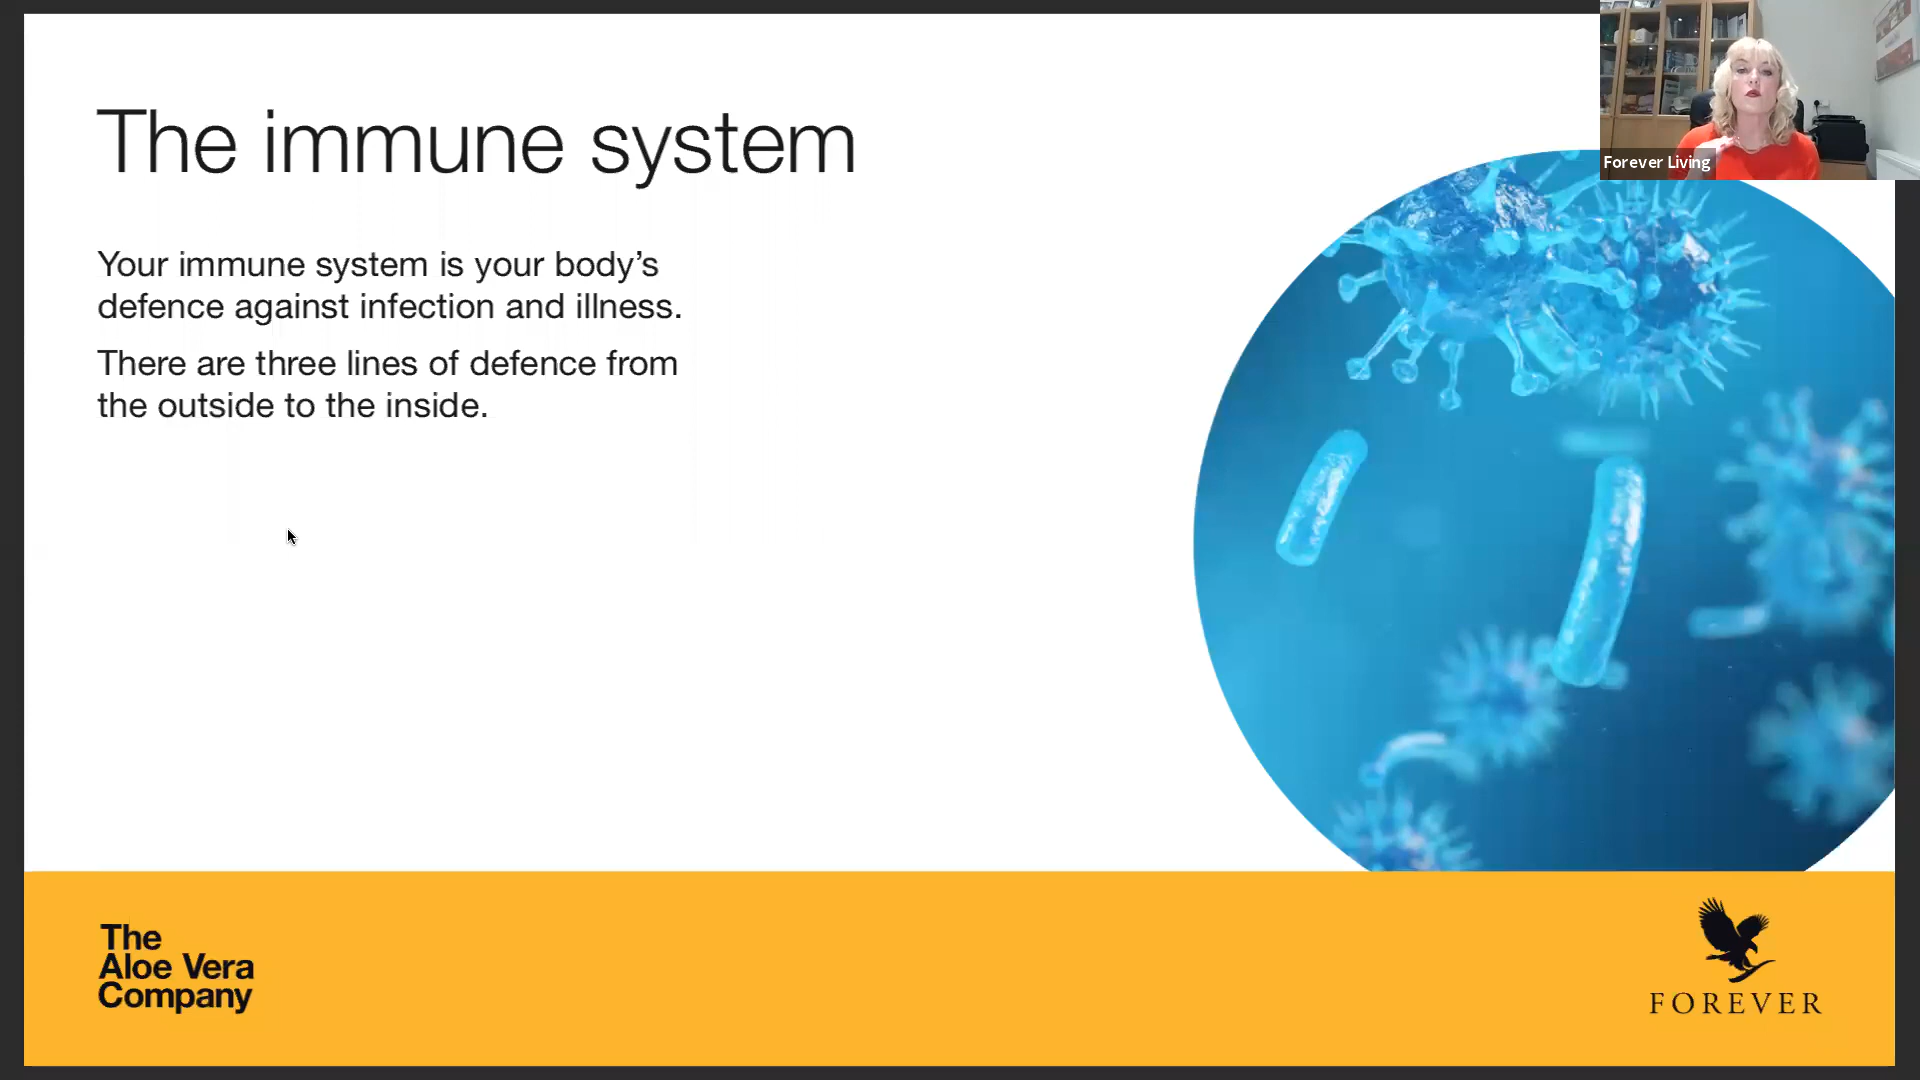 The immune system
Your immune system is your body’s
defence against infection and illness.
There are three lines of defence from
the outside to the inside.
Forever Living
The
Aloe Vera
Company
FOREVER